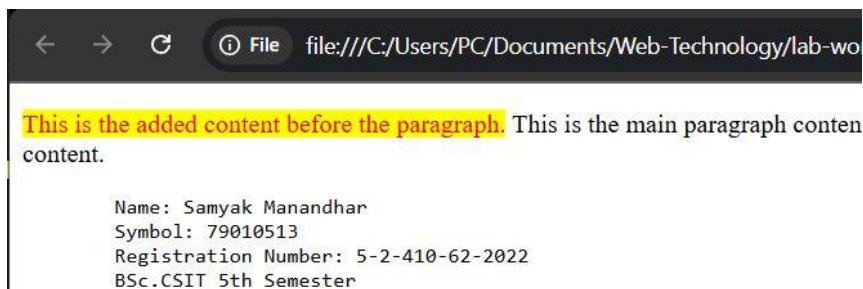 File file:///C:/Users/PC/Documents/Web-Technology/lab-wo
This is the added content before the paragraph. This is the main paragraph conten
content.
Name: Samyak Manandhar
Symbol: 79010513
Registration Number: 5-2-410-62-2022
BSc.CSIT 5th Semester